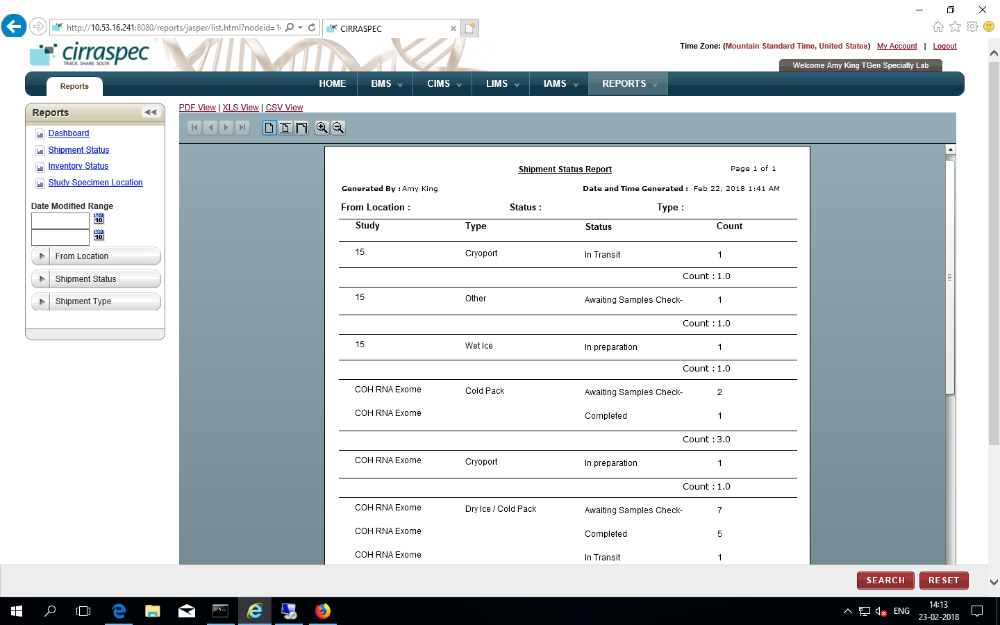 http://10.53.16.241:8080/reports/jasper/list.html?nodeid=1
CIRRASPEC
cirraspec
TRACK. SHARE. SOLVE.
Time Zone: (Mountain Standard Time, United States) My Account | Logout
Welcome Amy King TGen Specialty Lab
Reports
HOME BMS CIMS LIMS IAMS REPORTS
Reports
Dashboard
Shipment Status
Inventory Status
Study Specimen Location
Date Modified Range
10
10
From Location
Shipment Status
Shipment Type
PDF View | XLS View | CSV View
Shipment Status Report Page 1 of 1
Generated By : Amy King Date and Time Generated : Feb 22, 2018 1:41 AM
From Location : Status : Type :
Study Type Status Count
15 Cryoport In Transit 1
Count : 1.0
15 Other Awaiting Samples Check- 1
Count : 1.0
15 Wet Ice In preparation 1
Count : 1.0
COH RNA Exome Cold Pack Awaiting Samples Check- 2
COH RNA Exome Completed 1
Count : 3.0
COH RNA Exome Cryoport In preparation 1
Count : 1.0
COH RNA Exome Dry Ice / Cold Pack Awaiting Samples Check- 7
COH RNA Exome Completed 5
COH RNA Exome In Transit 1
SEARCH RESET
ENG
14:13
23-02-2018